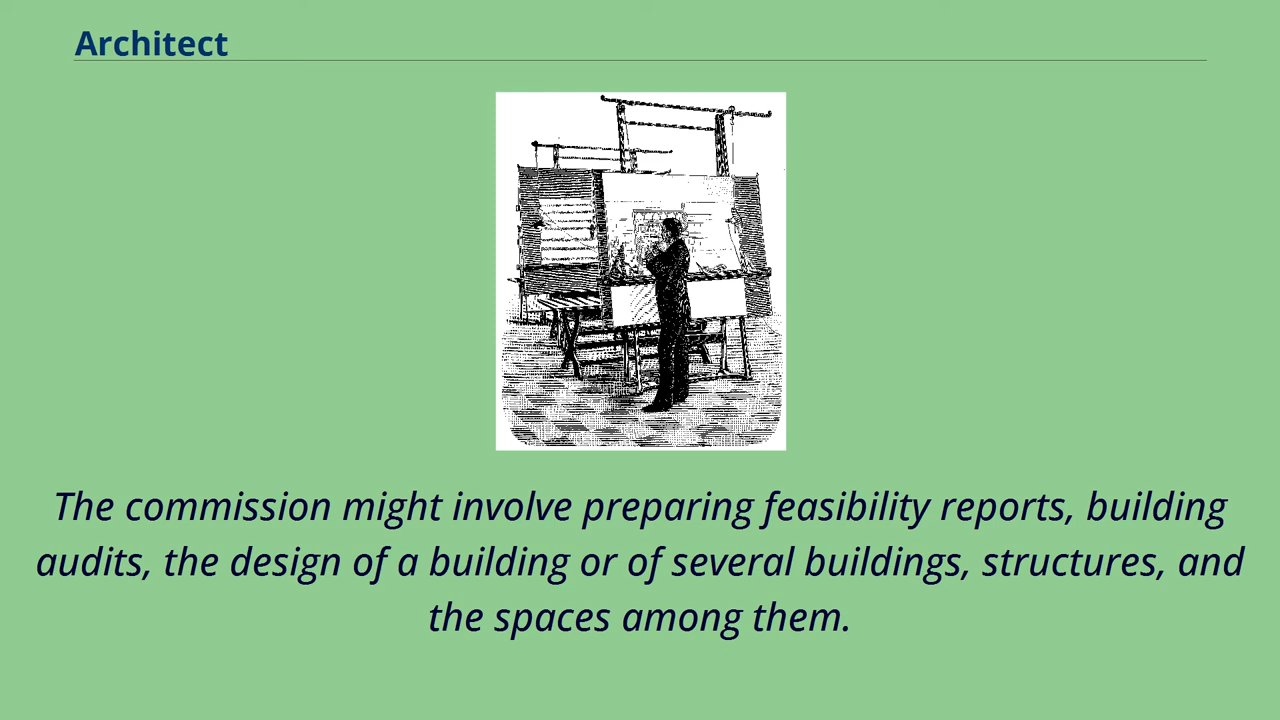 Architect
The commission might involve preparing feasibility reports, building
audits, the design of a building or of several buildings, structures, and
the spaces among them.